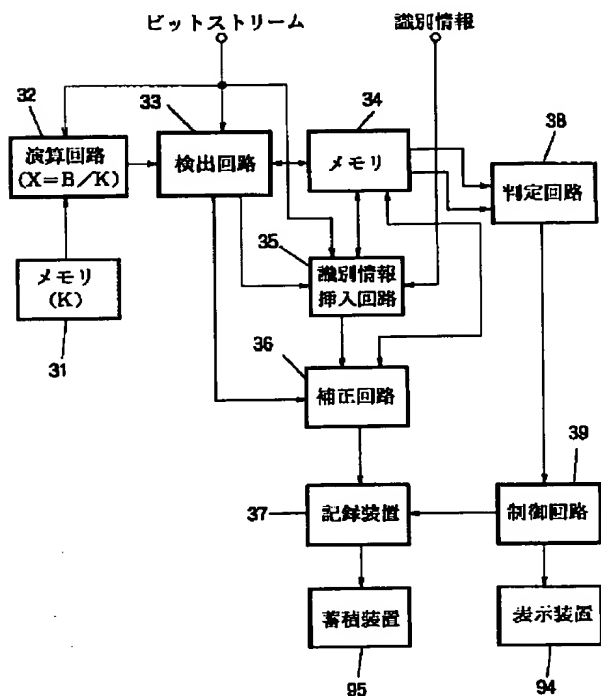 ビットストリーム
識別情報
32
33
34
38
演算回路
(X=B/K)
検出回路
メモリ
判定回路
35
識別情報
挿入回路
メモリ
(K)
31
36
補正回路
39
37
記録装置
制御回路
蓄積装置
表示装置
95
94